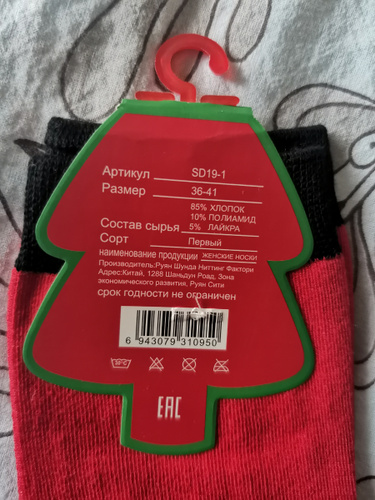 Артикул SD19-1
Размер 36-41
85% ХЛОПОК
10% ПОЛИАМИД
Состав сырья 5% ЛАЙКРА
Сорт Первый
наименование продукции ЖЕНСКИЕ НОСКИ
Производитель:Руян Шунда Ниттинг Фактори
Адрес:Китай, 1288 Шаньдун Роад, Зона
экономического развития, Руян Сити
срок годности не ограничен
6 943079 310950
EAC